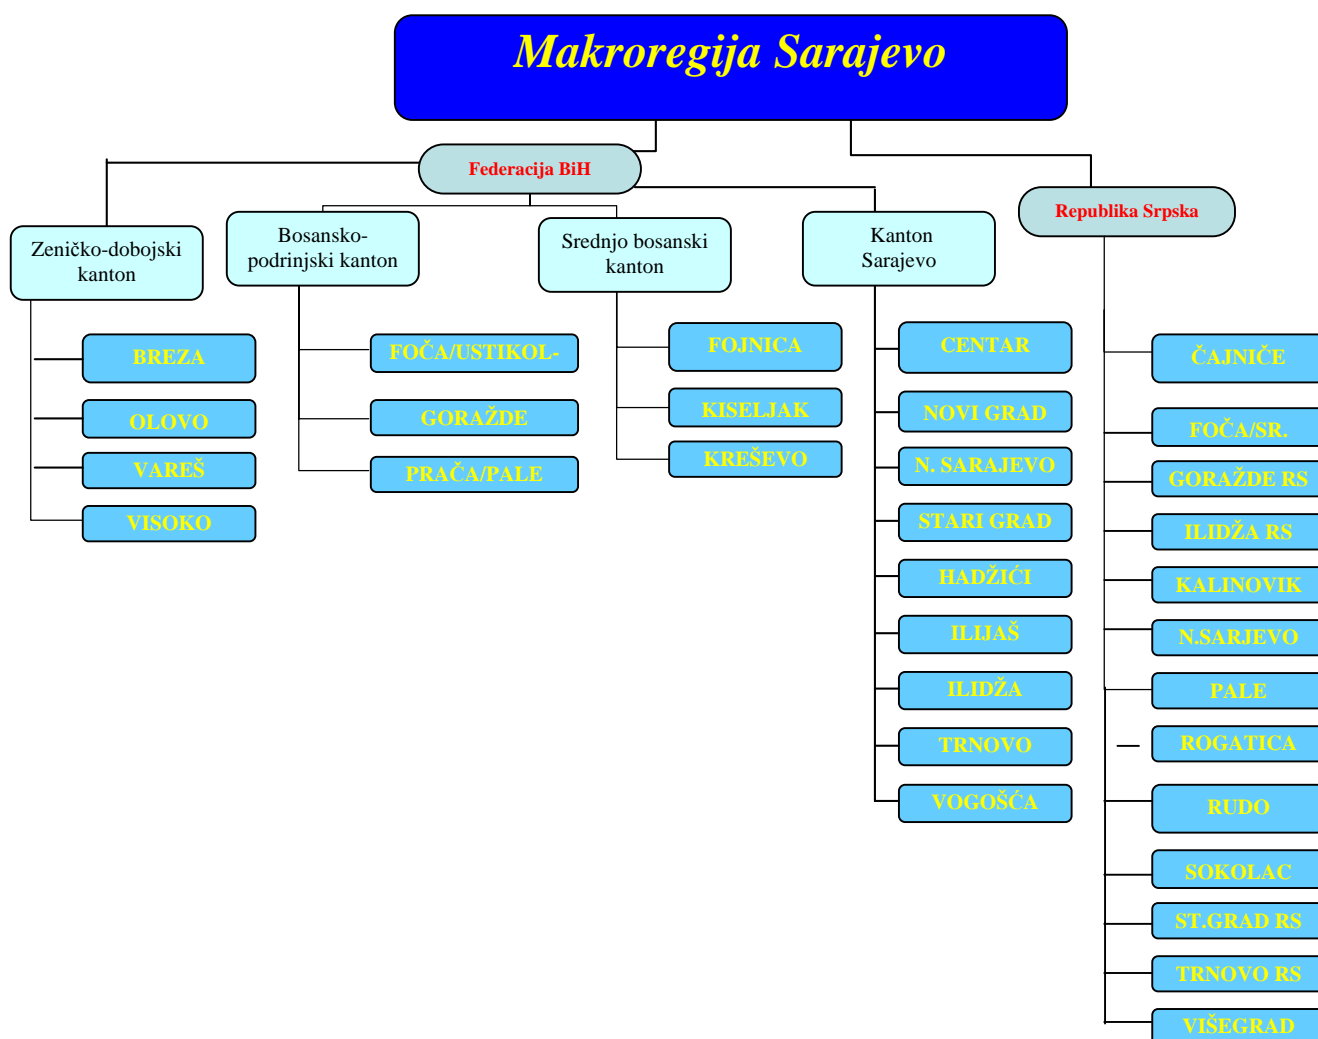 Makroregija Sarajevo
Federacija BiH
Republika Srpska
Zeničko-dobojski
kanton
Bosansko-
podrinjski kanton
Srednjo bosanski
kanton
Kanton
Sarajevo
BREZA
OLOVO
VAREŠ
VISOKO
FOČA/USTIKOL-
GORAŽDE
PRAČA/PALE
FOJNICA
KISELJAK
KREŠEVO
CENTAR
NOVI GRAD
N. SARAJEVO
STARI GRAD
HADŽIĆI
ILIJAŠ
ILIDŽA
TRNOVO
VOGOŠĆA
ČAJNIČE
FOČA/SR.
GORAŽDE RS
ILIDŽA RS
KALINOVIK
N.SARJEVO
PALE
ROGATICA
RUDO
SOKOLAC
ST.GRAD RS
TRNOVO RS
VIŠEGRAD